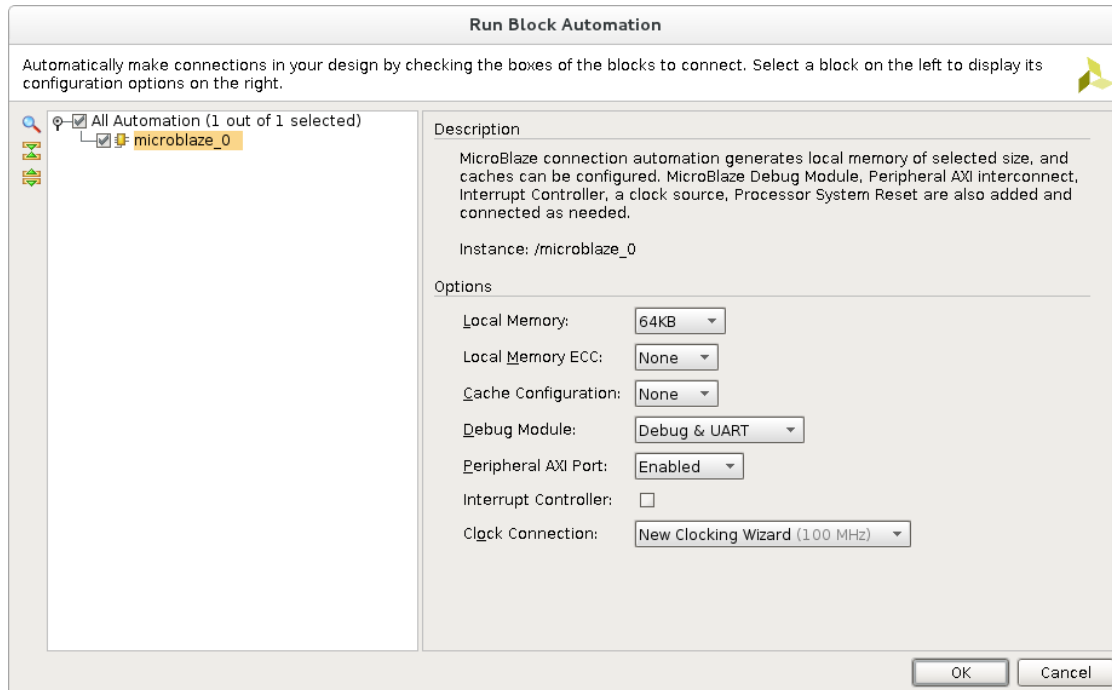 Run Block Automation
Automatically make connections in your design by checking the boxes of the blocks to connect. Select a block on the left to display its
configuration options on the right.
All Automation (1 out of 1 selected)
microblaze_0
Description
MicroBlaze connection automation generates local memory of selected size, and
caches can be configured. MicroBlaze Debug Module, Peripheral AXI interconnect,
Interrupt Controller, a clock source, Processor System Reset are also added and
connected as needed.
Instance: /microblaze_0
Options
Local Memory: 64KB
Local Memory ECC: None
Cache Configuration: None
Debug Module: Debug & UART
Peripheral AXI Port: Enabled
Interrupt Controller:
Clock Connection: New Clocking Wizard (100 MHz)
OK Cancel